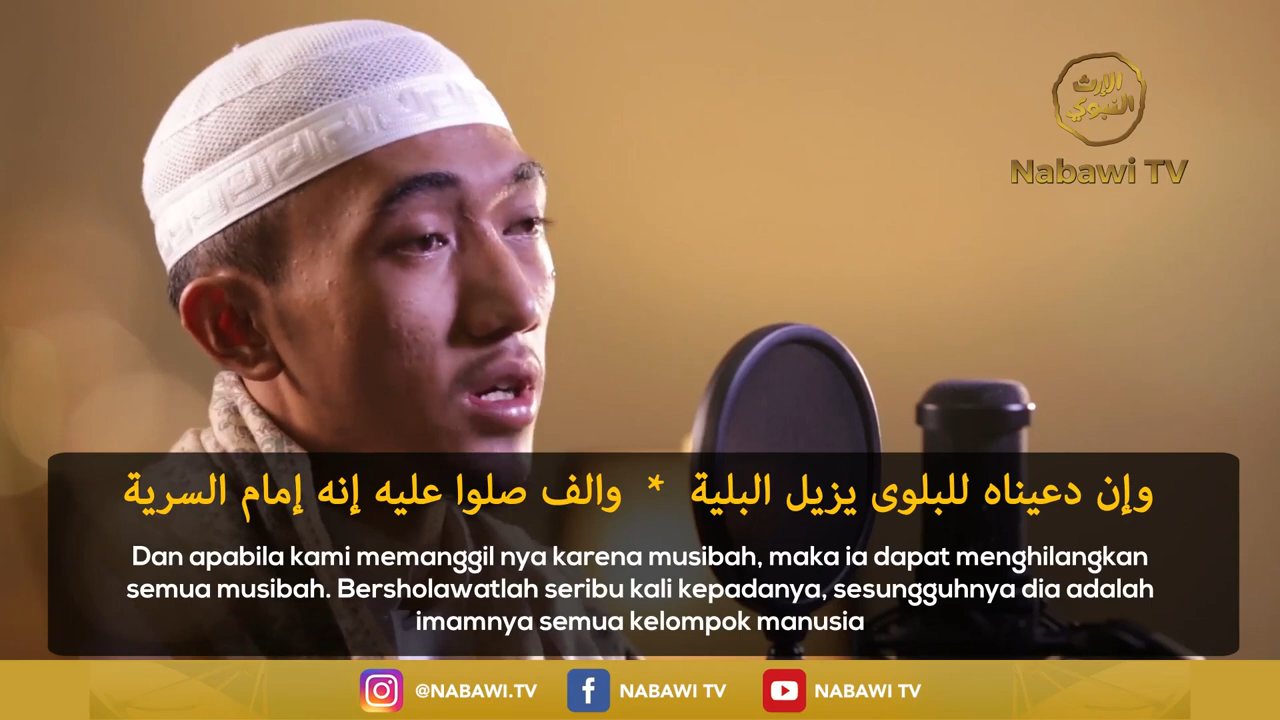 الإرث
النبوي
Nabawi TV
وإن دعيناه للبلوى يزيل البلية * والف صلوا عليه إنه إمام السرية
Dan apabila kami memanggil nya karena musibah, maka ia dapat menghilangkan
semua musibah. Bersholawatlah seribu kali kepadanya, sesungguhnya dia adalah
imamnya semua kelompok manusia
@NABAWI.TV NABAWI TV NABAWI TV